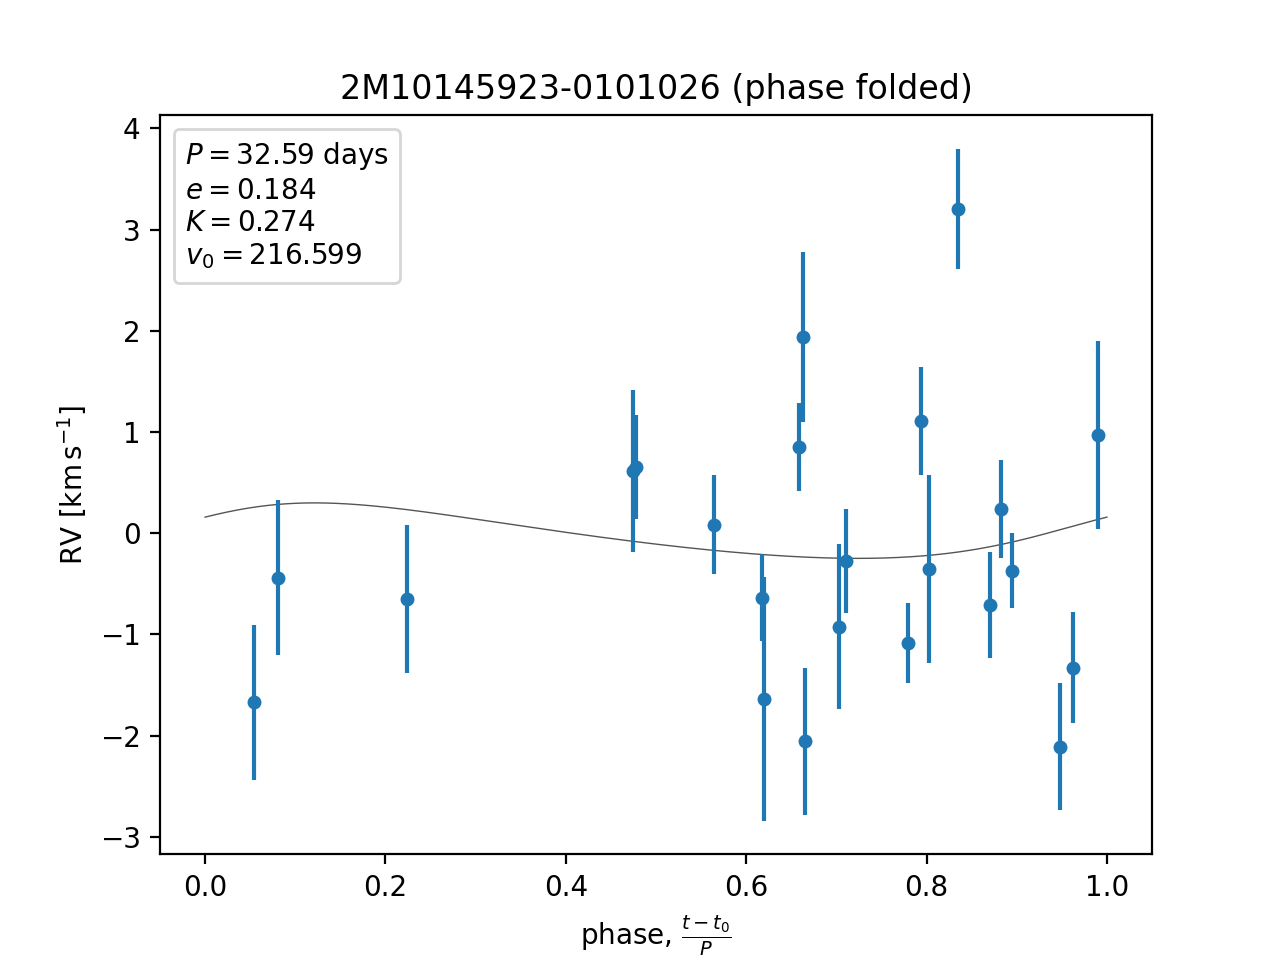 2M10145923-0101026 (phase folded)
P = 32.59 days
e = 0.184
K = 0.274
v₀ = 216.599
4
3
2
1
0
−1
−2
−3
RV [km s⁻¹]
0.0 0.2 0.4 0.6 0.8 1.0
phase, (t − t₀)/P